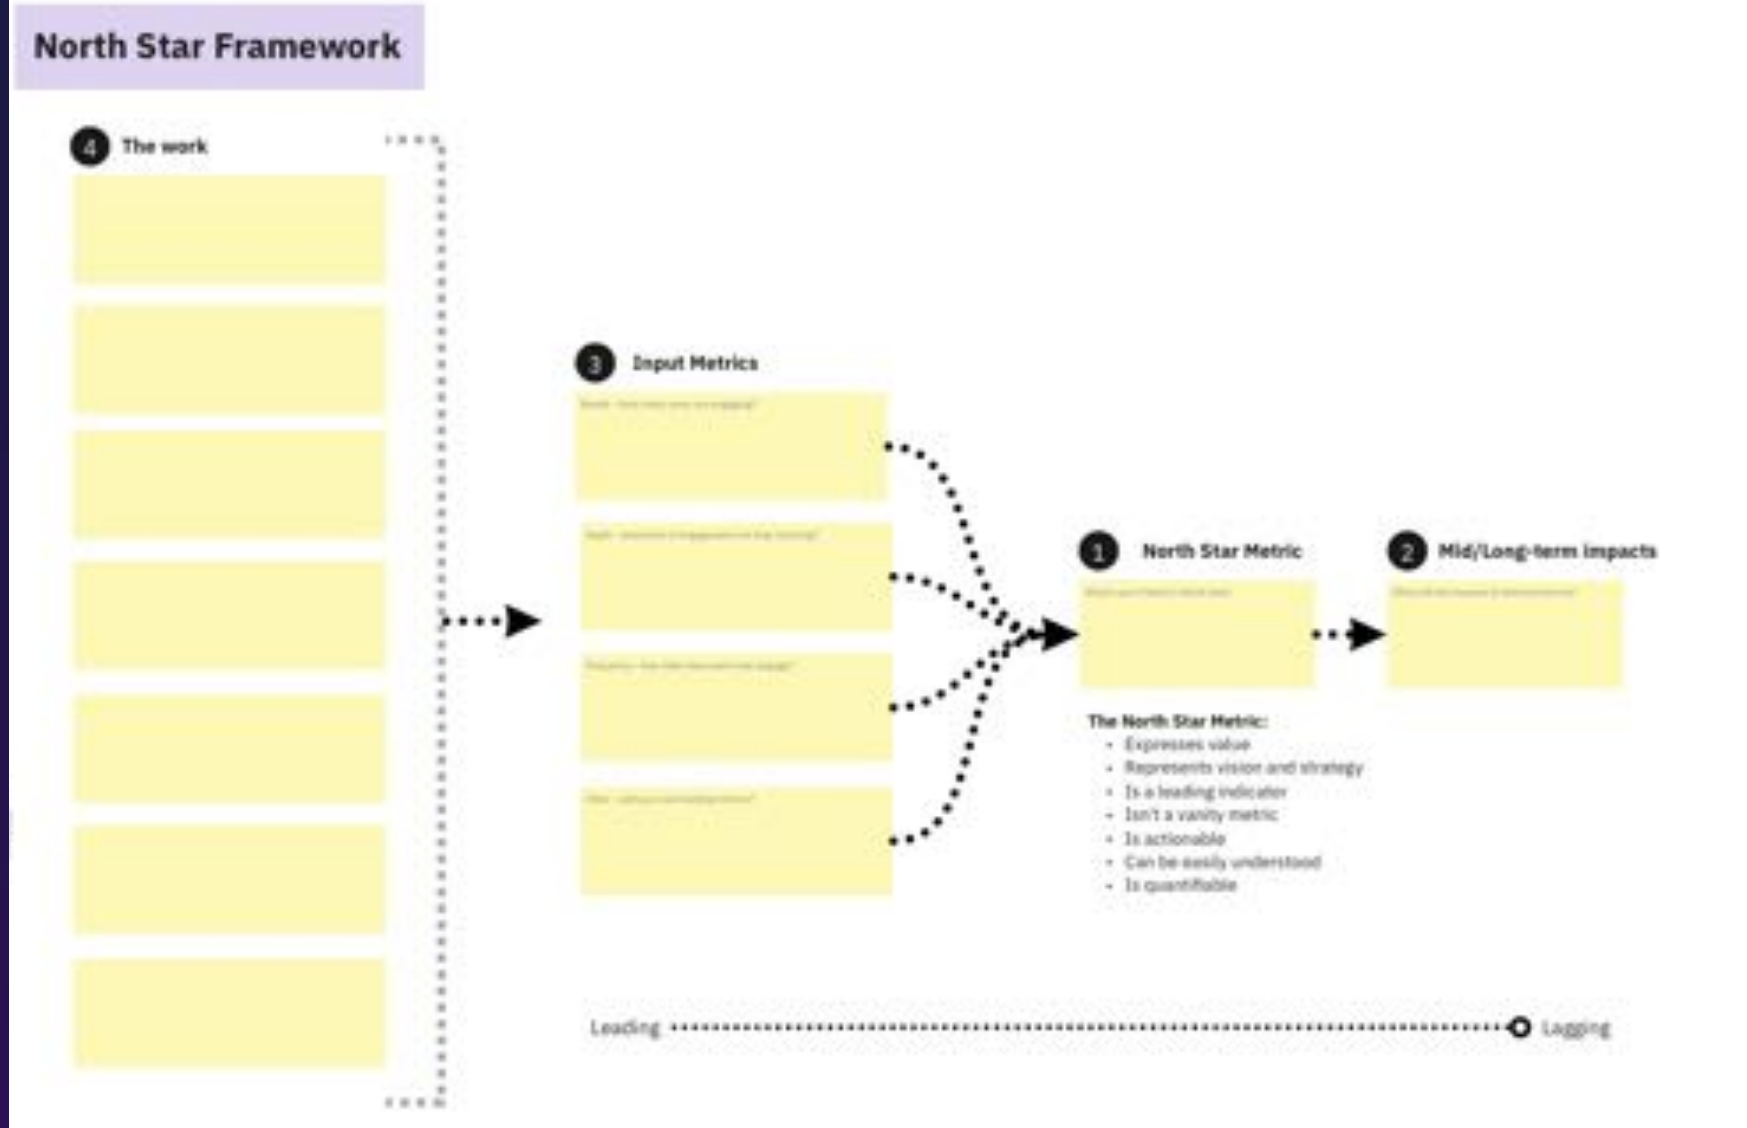 North Star Framework
4 The work
3 Input Metrics
1 North Star Metric
2 Mid/Long-term impacts
The North Star Metric:
• Expresses value
• Represents vision and strategy
• Is a leading indicator
• Isn't a vanity metric
• Is actionable
• Can be easily understood
• Is quantifiable
Leading
Lagging